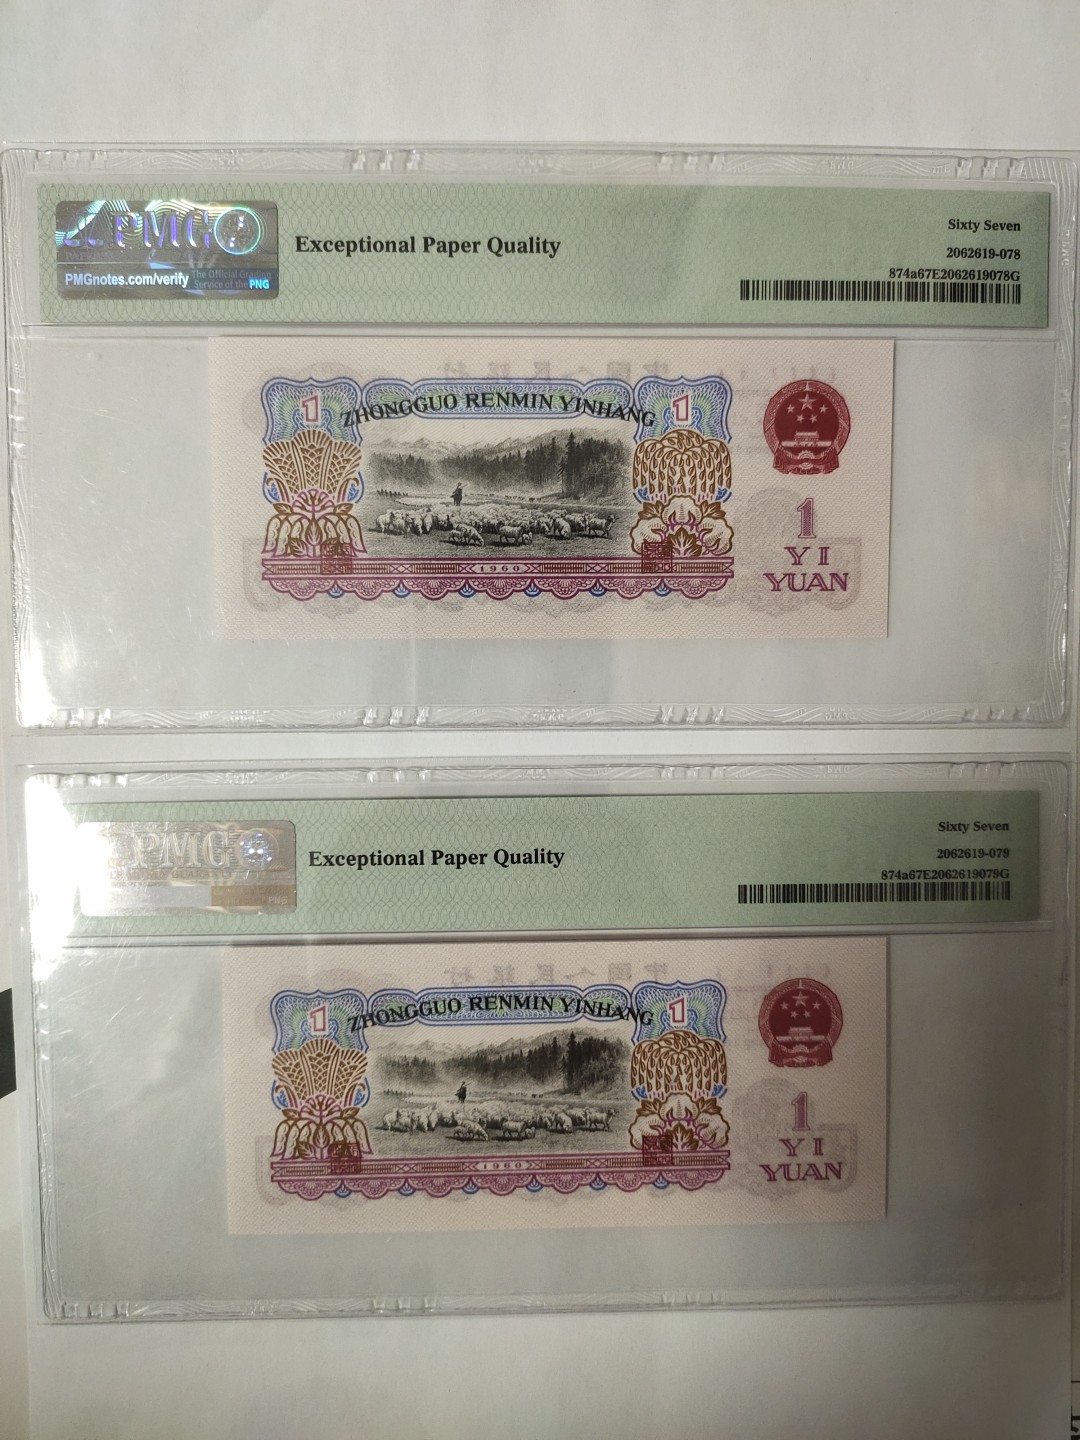 PMG
PMGnotes.com/verify
The Official Grading
Service of the PNG
Exceptional Paper Quality
Sixty Seven
2062619-078
874a67E2062619078G
1
ZHONGGUO RENMIN YINHANG
1
1960
1
YI
YUAN
PMG
PNG
Exceptional Paper Quality
Sixty Seven
2062619-079
874a67E2062619079G
1
ZHONGGUO RENMIN YINHANG
1
1960
1
YI
YUAN